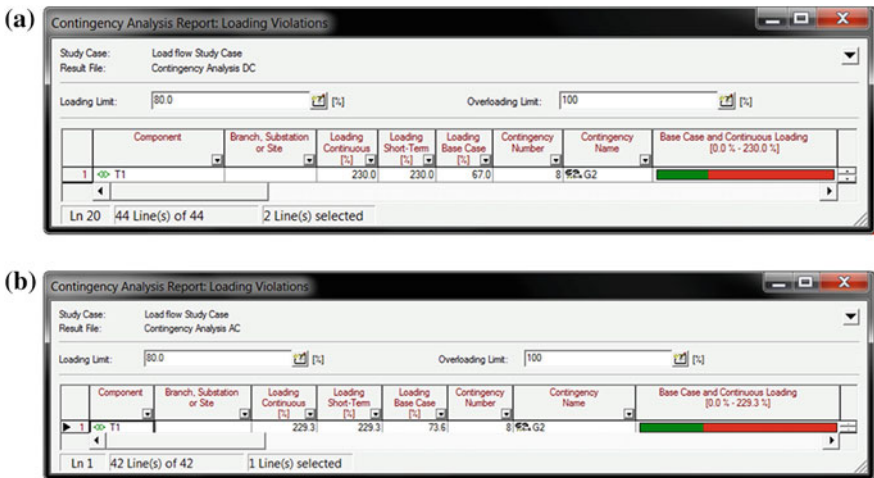 (a)
Contingency Analysis Report: Loading Violations
Study Case: Load flow Study Case
Result File: Contingency Analysis DC
Loading Limit: 80.0 [%] Overloading Limit: 100 [%]
Component Branch, Substation or Site Loading Continuous [%] Loading Short-Term [%] Loading Base Case [%] Contingency Number Contingency Name Base Case and Continuous Loading [0.0 % - 230.0 %]
1 T1 230.0 230.0 67.0 8 G2
Ln 20 44 Line(s) of 44 2 Line(s) selected
(b)
Contingency Analysis Report: Loading Violations
Study Case: Load flow Study Case
Result File: Contingency Analysis AC
Loading Limit: 80.0 [%] Overloading Limit: 100 [%]
Component Branch, Substation or Site Loading Continuous [%] Loading Short-Term [%] Loading Base Case [%] Contingency Number Contingency Name Base Case and Continuous Loading [0.0 % - 229.3 %]
1 T1 229.3 229.3 73.6 8 G2
Ln 1 42 Line(s) of 42 1 Line(s) selected